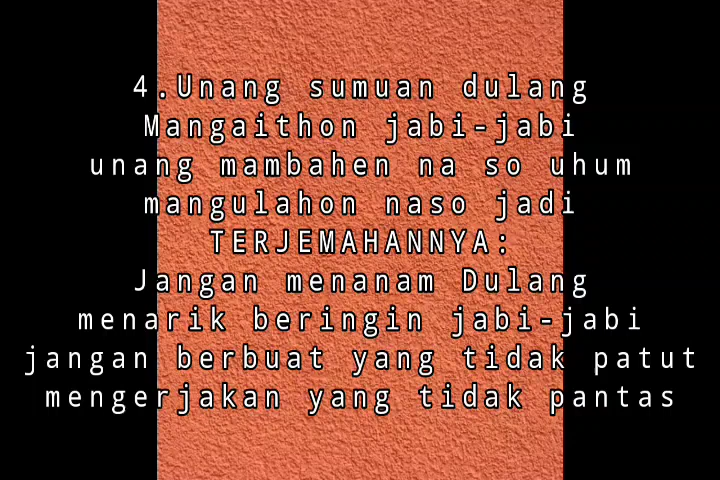 4.Unang sumuan dulang
Mangaithon jabi-jabi
unang mambahen na so uhum
mangulahon naso jadi
TERJEMAHANNYA:
Jangan menanam Dulang
menarik beringin jabi-jabi
jangan berbuat yang tidak patut
mengerjakan yang tidak pantas